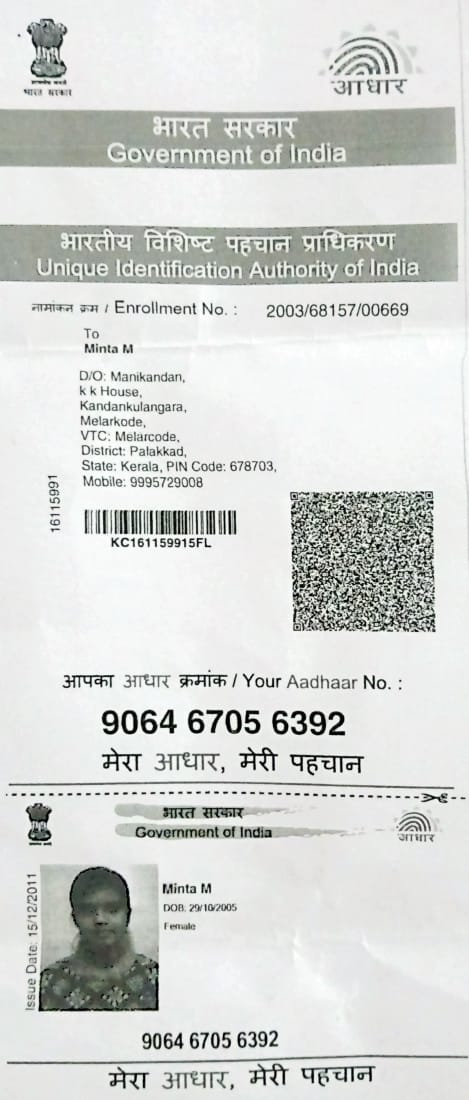 भारत सरकार
आधार
भारत सरकार
Government of India
भारतीय विशिष्ट पहचान प्राधिकरण
Unique Identification Authority of India
नामांकन क्रम / Enrollment No. : 2003/68157/00669
To
Minta M
D/O: Manikandan,
k k House,
Kandankulangara,
Melarkode,
VTC: Melarcode,
District: Palakkad,
State: Kerala, PIN Code: 678703,
Mobile: 9995729008
16115991
KC161159915FL
आपका आधार क्रमांक / Your Aadhaar No. :
9064 6705 6392
मेरा आधार, मेरी पहचान
भारत सरकार
Government of India
आधार
Issue Date: 15/12/2011
Minta M
DOB: 29/10/2005
Female
9064 6705 6392
मेरा आधार, मेरी पहचान